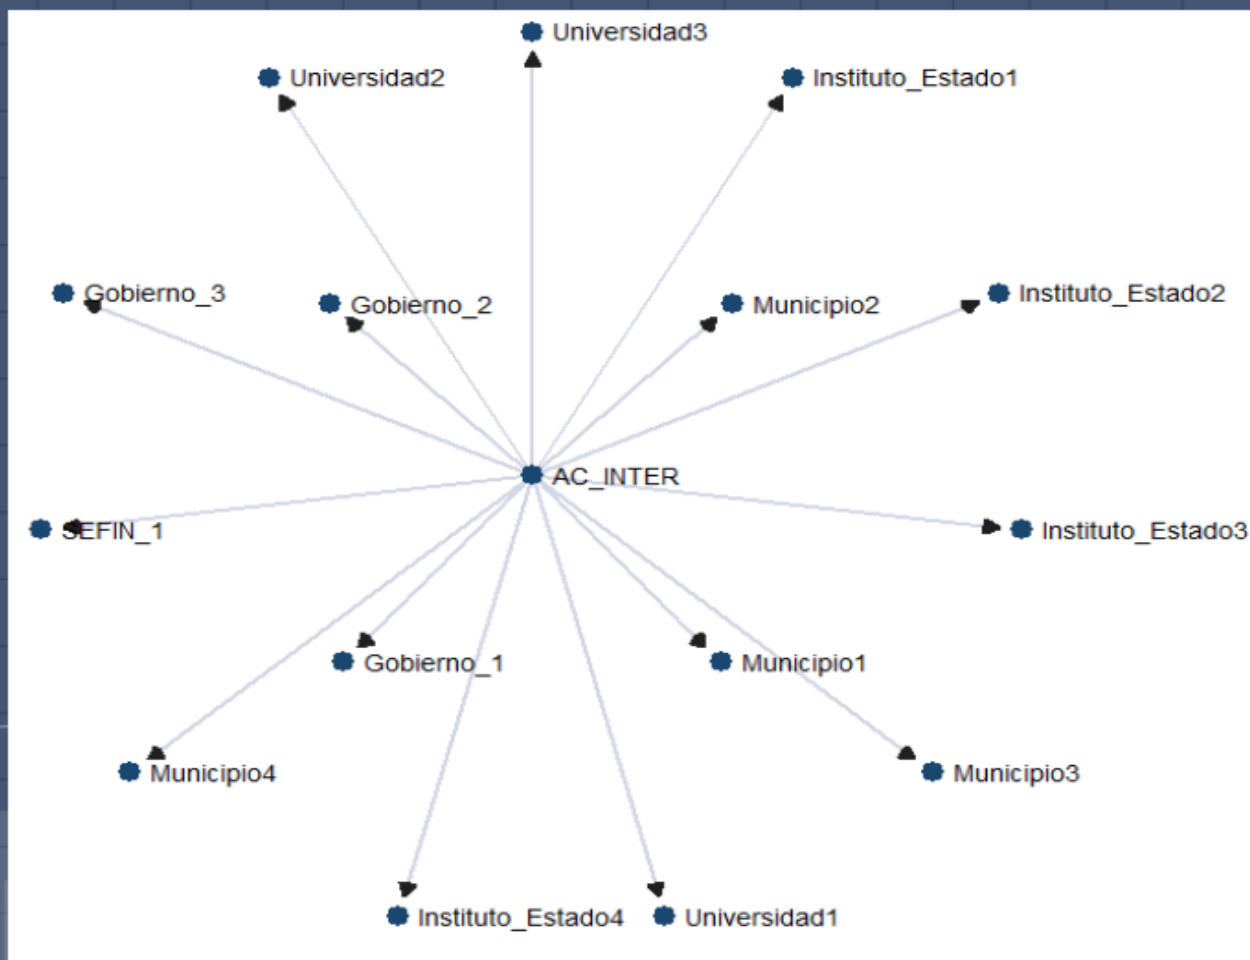 Universidad3
Universidad2
Instituto_Estado1
Gobierno_3
Gobierno_2
Municipio2
Instituto_Estado2
AC_INTER
SEFIN_1
Instituto_Estado3
Gobierno_1
Municipio1
Municipio4
Municipio3
Instituto_Estado4
Universidad1